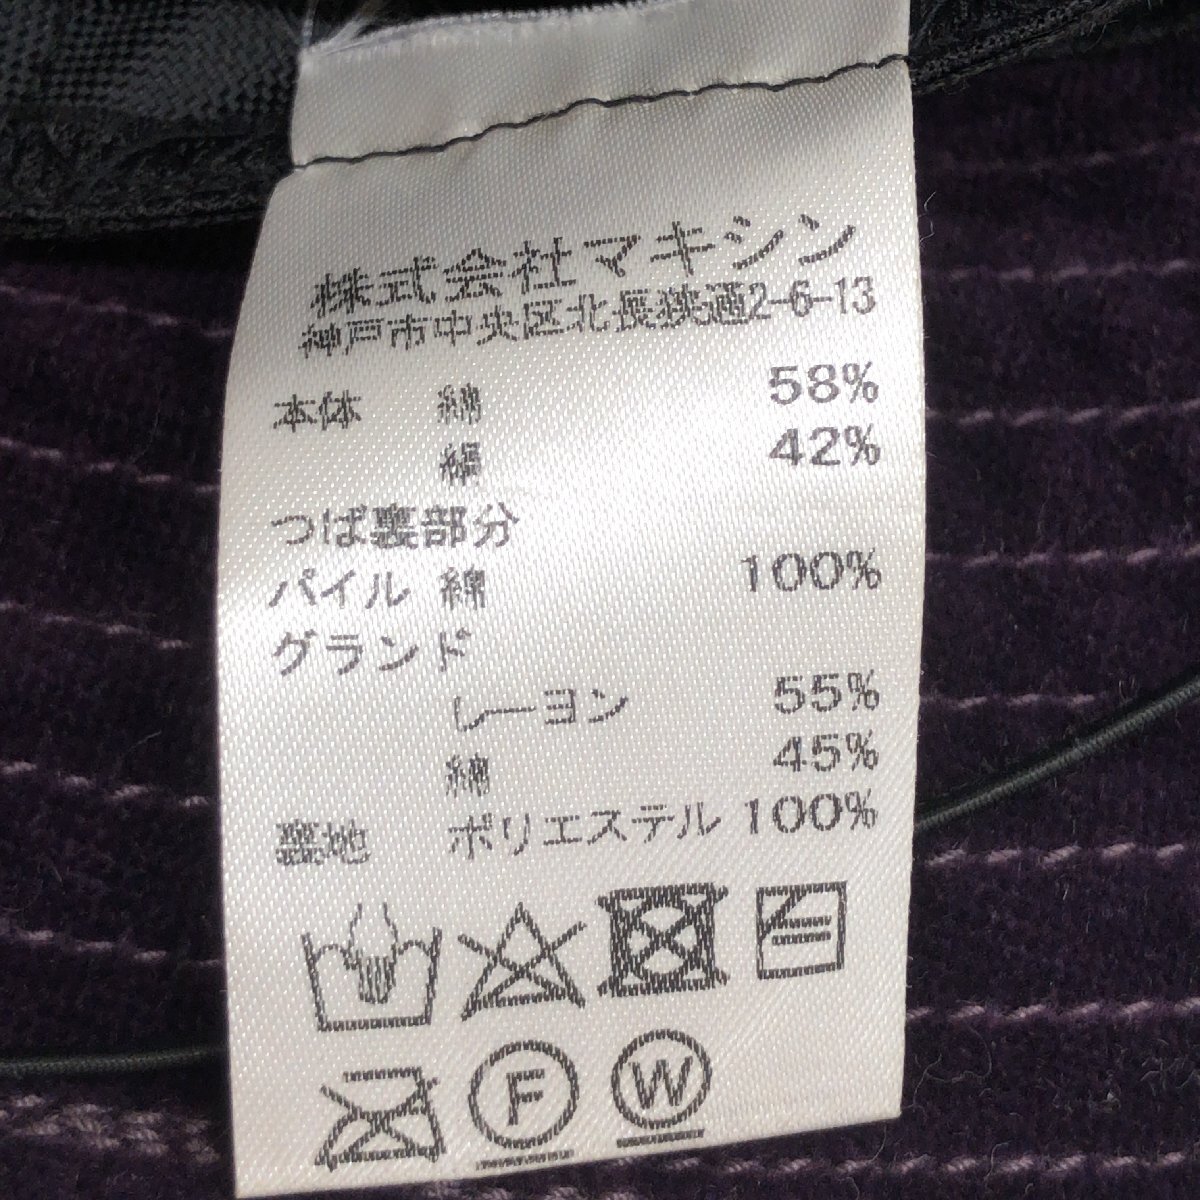 株式会社マキシン
神戸市中央区北長狭通2-6-13
本体 綿 58%
絹 42%
つば裏部分
パイル 綿 100%
グランド
レーヨン 55%
綿 45%
裏地 ポリエステル 100%
F W